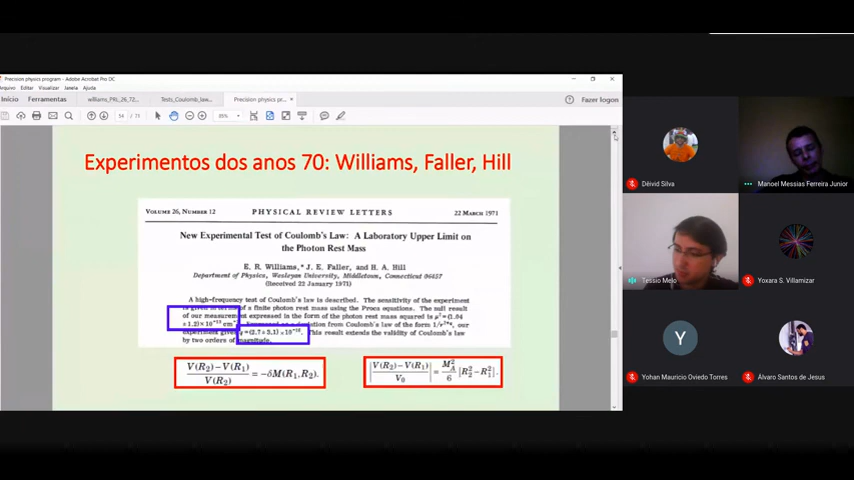 Precision physics program - Adobe Acrobat Pro DC
Arquivo Editar Visualizar Janela Ajuda
Início Ferramentas williams_PRL_26_72... Tests_Coulomb_law... Precision physics pr... × Fazer logon
54 / 73 35%
Experimentos dos anos 70: Williams, Faller, Hill
VOLUME 26, NUMBER 12 PHYSICAL REVIEW LETTERS 22 MARCH 1971
New Experimental Test of Coulomb's Law: A Laboratory Upper Limit on
the Photon Rest Mass
E. R. Williams,* J. E. Faller, and H. A. Hill
Department of Physics, Wesleyan University, Middletown, Connecticut 06457
(Received 22 January 1971)
A high-frequency test of Coulomb's law is described. The sensitivity of the experiment
is given in terms of a finite photon rest mass using the Proca equations. The null result
of our measurement expressed in the form of the photon rest mass squared is μ²=(1.04
±1.2)×10⁻¹⁹ cm⁻² deviation from Coulomb's law of the form 1/r²⁺q, our
experiment gives q=(2.7±3.1)×10⁻¹⁶. This result extends the validity of Coulomb's law
by two orders of magnitude.
V(R₂)−V(R₁) / V(R₂) = −δM(R₁,R₂).
|V(R₂)−V(R₁) / V₀| = M_A²/6 |R₂²−R₁²|.
Déivid Silva
Manoel Messias Ferreira Junior
Tessio Melo
Yoxara S. Villamizar
Y
Yohan Mauricio Oviedo Torres
Álvaro Santos de Jesus